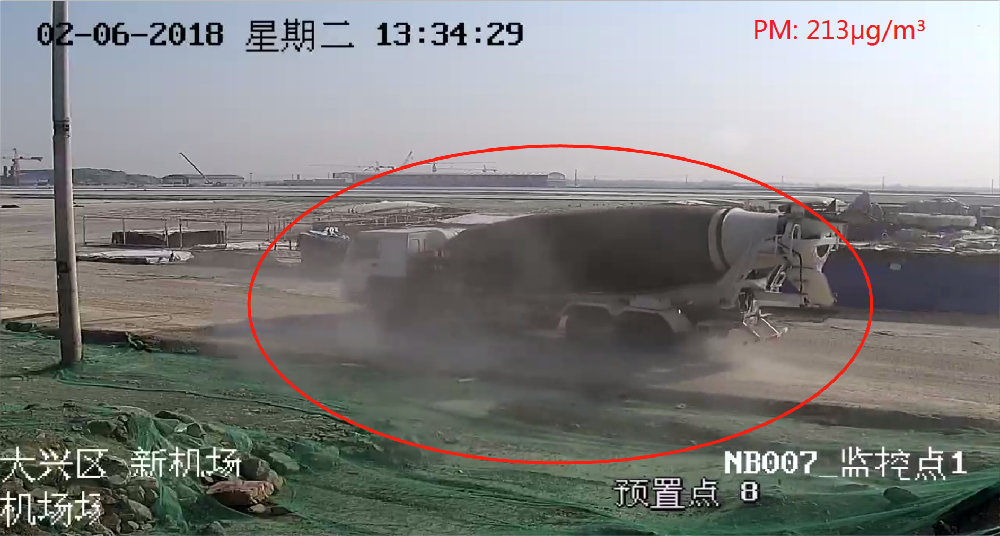 02-06-2018 星期二 13:34:29
PM: 213μg/m³
大兴区 新机场
NB007_监控点1
预置点 8
机场场